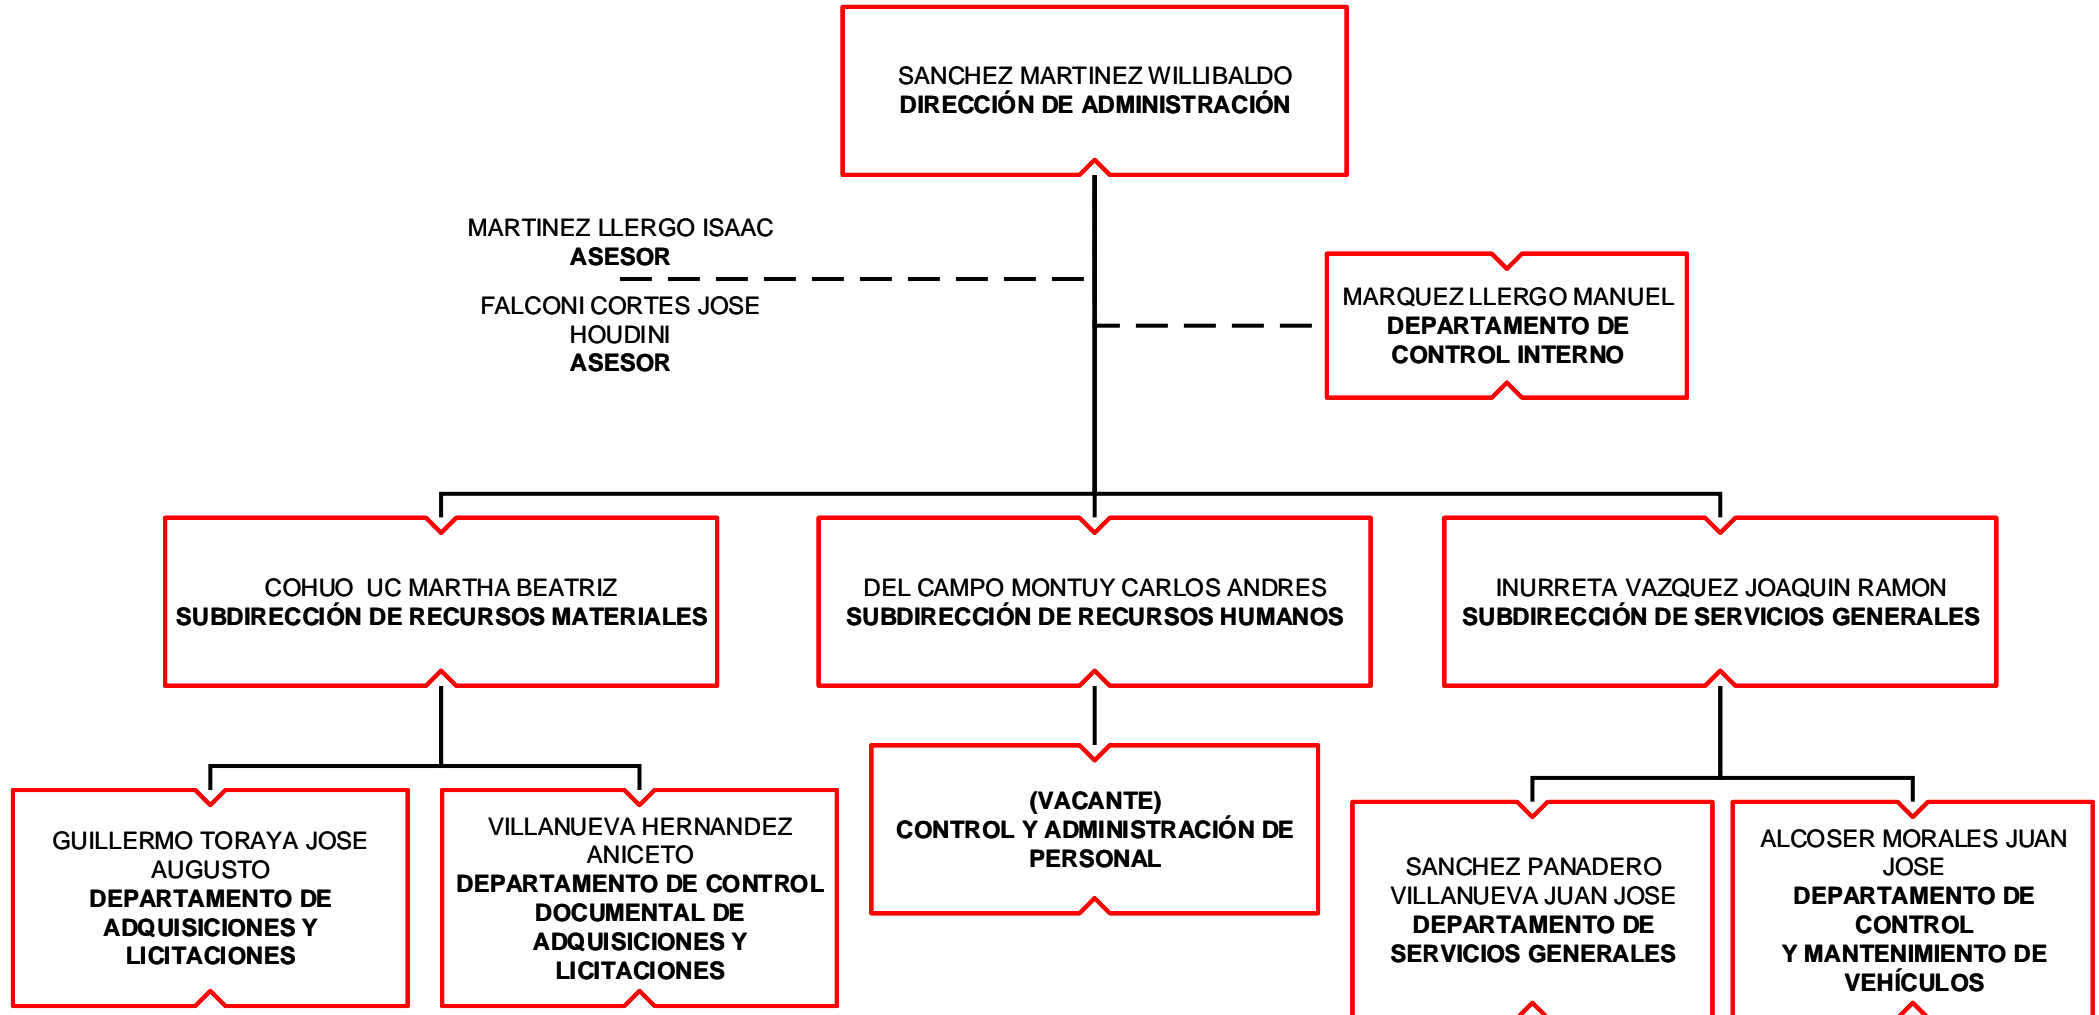 SANCHEZ MARTINEZ WILLIBALDO
DIRECCIÓN DE ADMINISTRACIÓN
MARTINEZ LLERGO ISAAC
ASESOR
FALCONI CORTES JOSE
HOUDINI
ASESOR
MARQUEZ LLERGO MANUEL
DEPARTAMENTO DE
CONTROL INTERNO
COHUO  UC MARTHA BEATRIZ
SUBDIRECCIÓN DE RECURSOS MATERIALES
DEL CAMPO MONTUY CARLOS ANDRES
SUBDIRECCIÓN DE RECURSOS HUMANOS
INURRETA VAZQUEZ JOAQUIN RAMON
SUBDIRECCIÓN DE SERVICIOS GENERALES
GUILLERMO TORAYA JOSE
AUGUSTO
DEPARTAMENTO DE
ADQUISICIONES Y
LICITACIONES
VILLANUEVA HERNANDEZ
ANICETO
DEPARTAMENTO DE CONTROL
DOCUMENTAL DE
ADQUISICIONES Y
LICITACIONES
(VACANTE)
CONTROL Y ADMINISTRACIÓN DE
PERSONAL
SANCHEZ PANADERO
VILLANUEVA JUAN JOSE
DEPARTAMENTO DE
SERVICIOS GENERALES
ALCOSER MORALES JUAN
JOSE
DEPARTAMENTO DE
CONTROL
Y MANTENIMIENTO DE
VEHÍCULOS